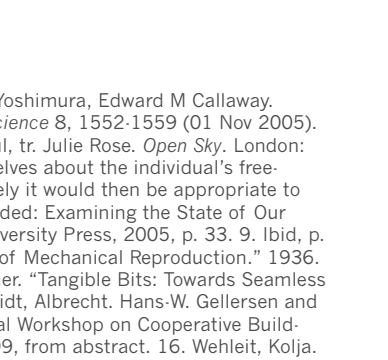 Yoshimura, Edward M Callaway.
cience 8, 1552-1559 (01 Nov 2005).
l, tr. Julie Rose. Open Sky. London:
elves about the individual's free-
ely it would then be appropriate to
ded: Examining the State of Our
versity Press, 2005, p. 33. 9. Ibid, p.
of Mechanical Reproduction." 1936.
er. "Tangible Bits: Towards Seamless
idt, Albrecht. Hans-W. Gellersen and
al Workshop on Cooperative Build-
9, from abstract. 16. Wehleit, Kolja.